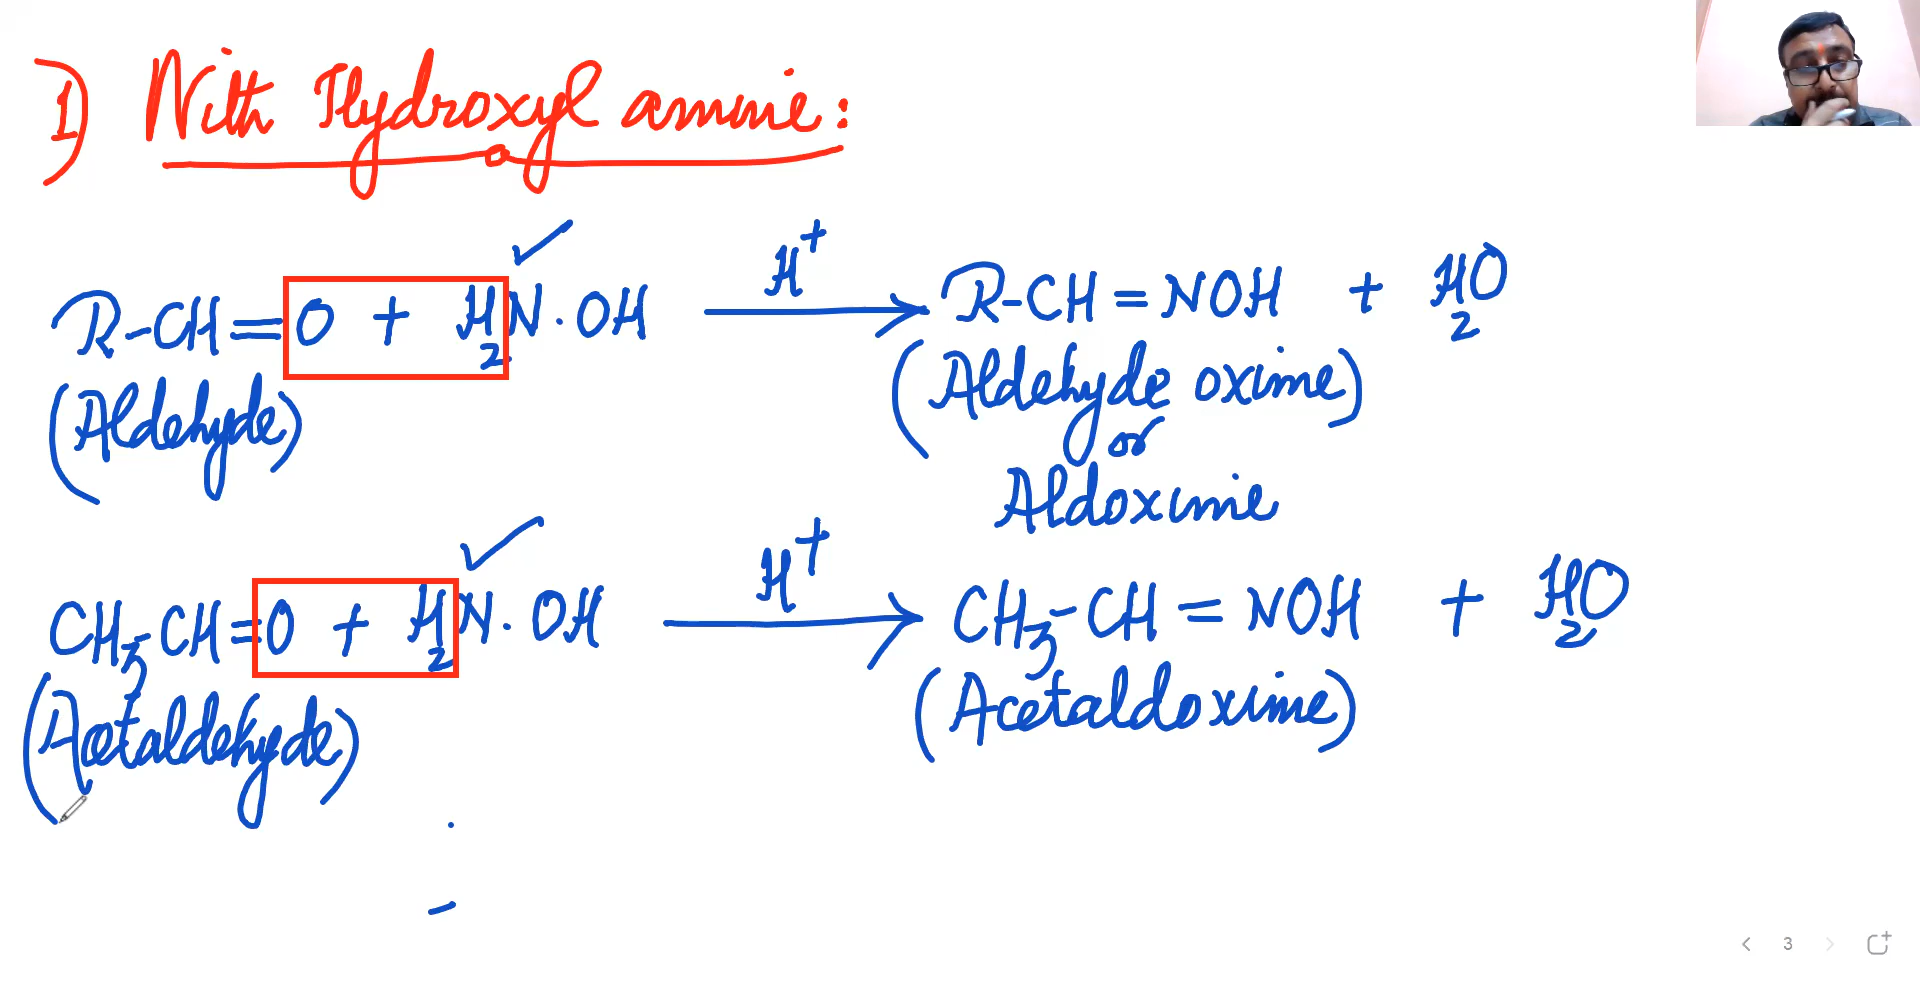 1) With Hydroxyl amine:
R-CH=O + H₂N.OH H⁺ R-CH=NOH + H₂O
(Aldehyde) (Aldehyde oxime)
or
Aldoxime
CH₃-CH=O + H₂N.OH H⁺ CH₃-CH=NOH + H₂O
(Acetaldehyde) (Acetaldoxime)
3